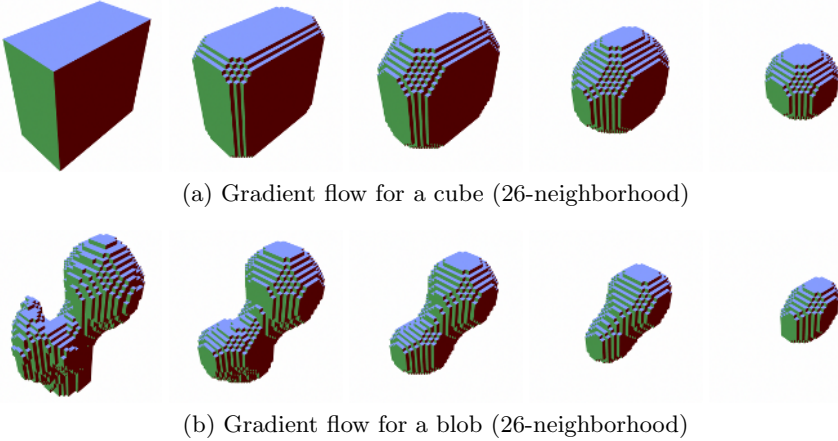 (a) Gradient flow for a cube (26-neighborhood)
(b) Gradient flow for a blob (26-neighborhood)